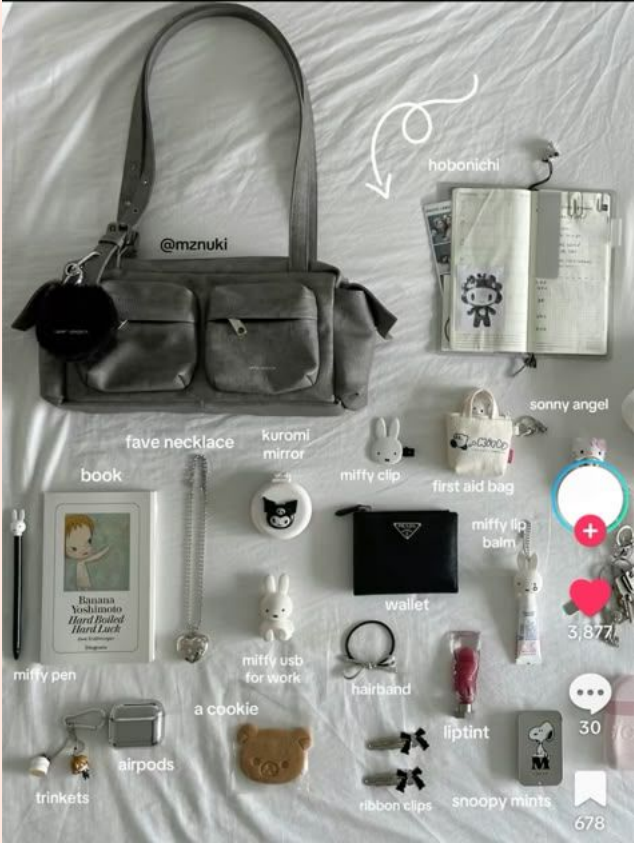 hobonichi
@mznuki
sonny angel
fave necklace
kuromi
mirror
miffy clip
first aid bag
book
miffy lip
balm
PRADA
Banana
Yoshimoto
Hard Boiled
Hard Luck
Diogenes
wallet
3,877
miffy pen
miffy usb
for work
hairband
a cookie
liptint
30
airpods
M
trinkets
ribbon clips
snoopy mints
678